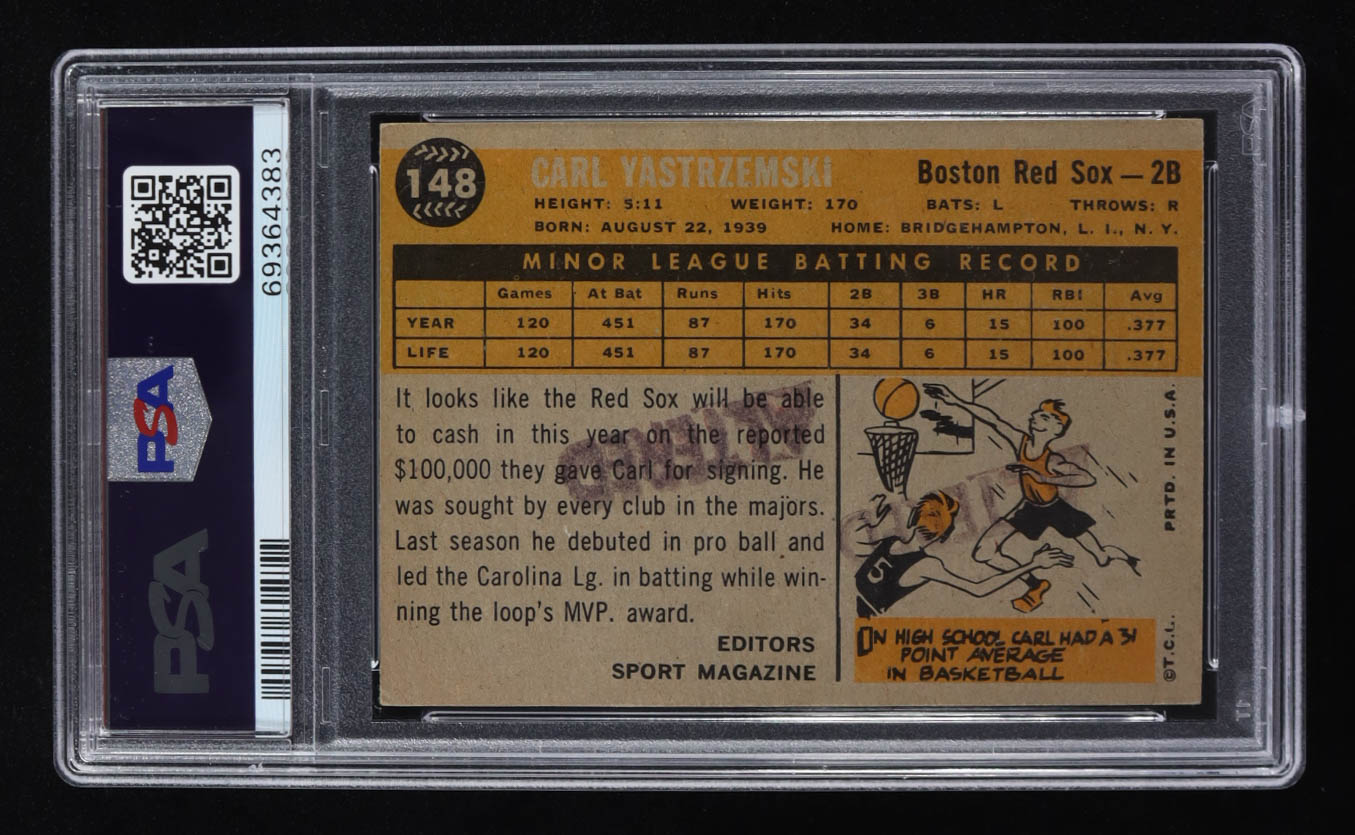 148
CARL YASTRZEMSKI
Boston Red Sox — 2B
HEIGHT: 5:11 WEIGHT: 170 BATS: L THROWS: R
BORN: AUGUST 22, 1939 HOME: BRIDGEHAMPTON, L. I., N. Y.
MINOR LEAGUE BATTING RECORD
Games At Bat Runs Hits 2B 3B HR RBI Avg
YEAR 120 451 87 170 34 6 15 100 .377
LIFE 120 451 87 170 34 6 15 100 .377
It looks like the Red Sox will be able
to cash in this year on the reported
$100,000 they gave Carl for signing. He
was sought by every club in the majors.
Last season he debuted in pro ball and
led the Carolina Lg. in batting while win-
ning the loop's MVP. award.
EDITORS
SPORT MAGAZINE
5
IN HIGH SCHOOL CARL HAD A 31
POINT AVERAGE
IN BASKETBALL
PRTD. IN U.S.A.
©T.C.G.
69364383
PSA
PSA